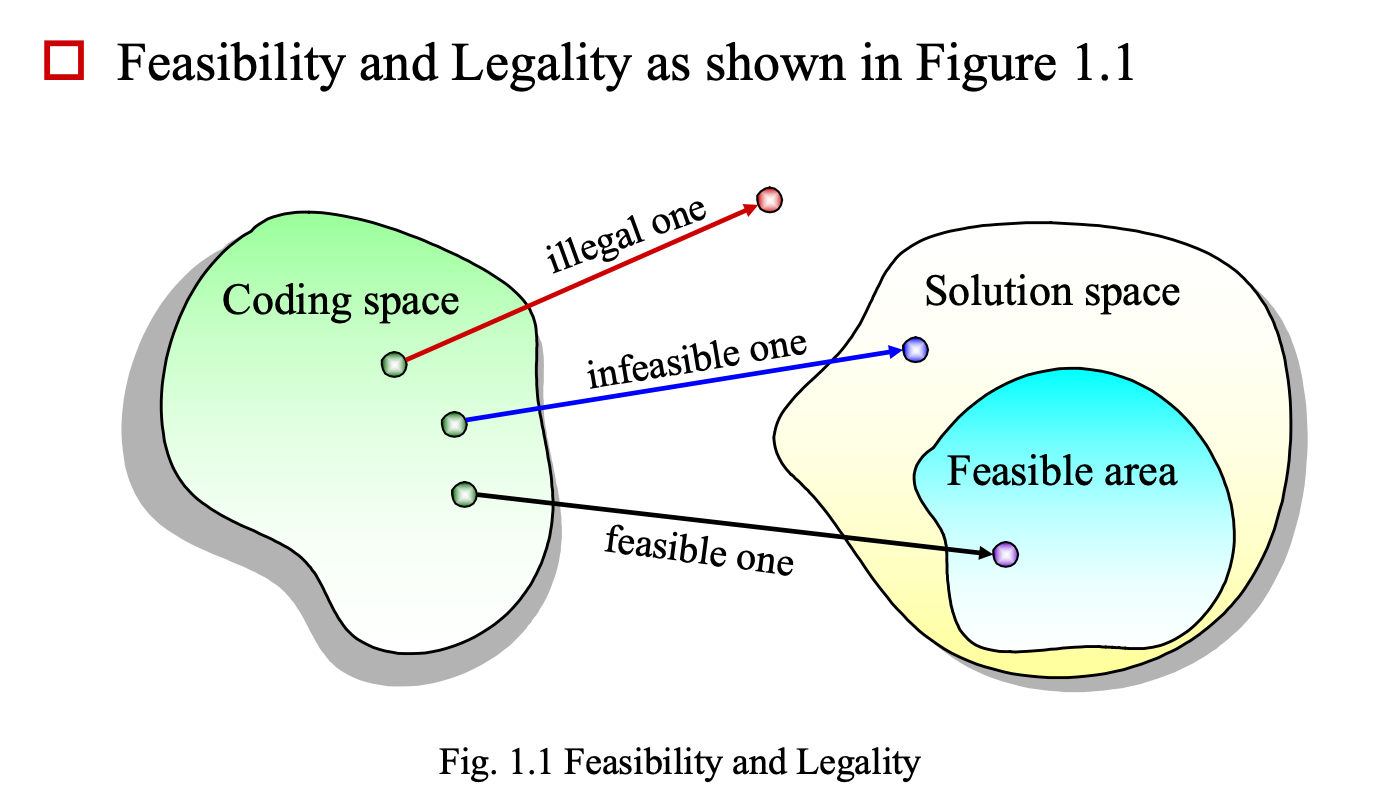 Feasibility and Legality as shown in Figure 1.1
illegal one
Coding space
Solution space
infeasible one
Feasible area
feasible one
Fig. 1.1 Feasibility and Legality